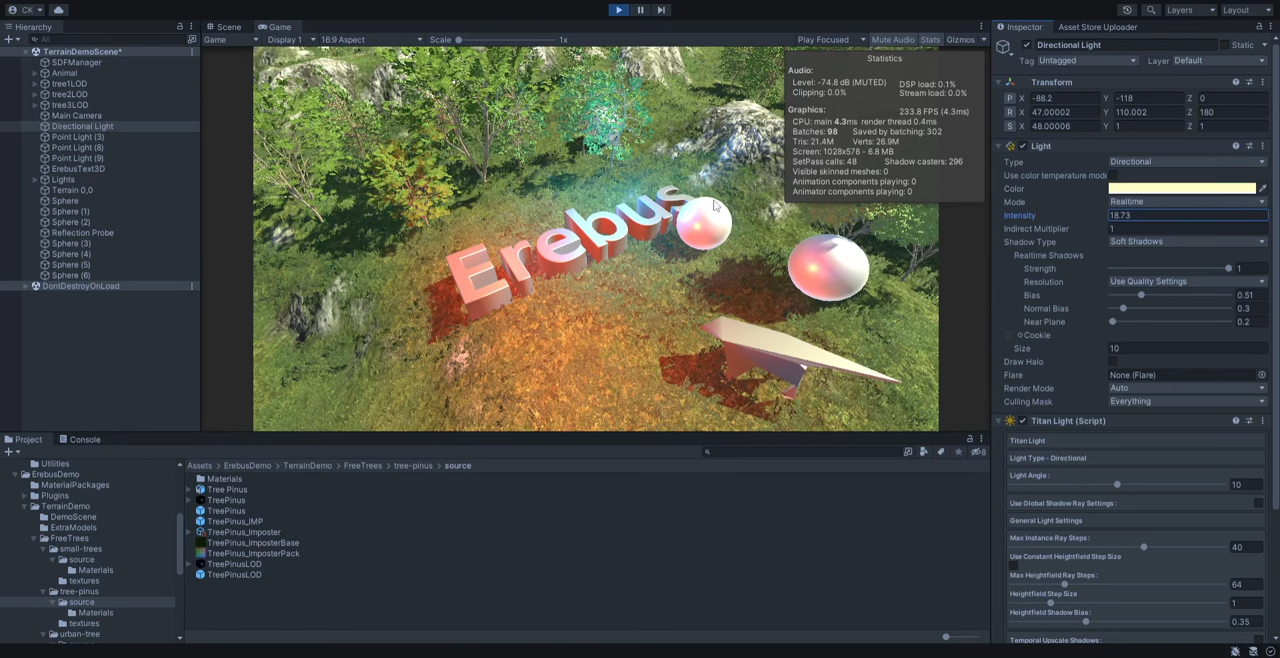 CK
Layers
Layout
Hierarchy
All
TerrainDemoScene*
SDFManager
Animal
tree1LOD
tree2LOD
tree3LOD
Main Camera
Directional Light
Point Light (3)
Point Light (8)
Point Light (9)
ErebusText3D
Lights
Terrain 0,0
Sphere
Sphere (1)
Sphere (2)
Reflection Probe
Sphere (3)
Sphere (4)
Sphere (5)
Sphere (6)
DontDestroyOnLoad
Scene Game
Game Display 1 16:9 Aspect Scale 1x Play Focused Mute Audio Stats Gizmos
Erebus
Statistics
Audio:
Level: -74.8 dB (MUTED) DSP load: 0.1%
Clipping: 0.0% Stream load: 0.0%
Graphics: 233.8 FPS (4.3ms)
CPU: main 4.3ms render thread 0.4ms
Batches: 98 Saved by batching: 302
Tris: 21.4M Verts: 26.9M
Screen: 1028x578 - 6.8 MB
SetPass calls: 48 Shadow casters: 296
Visible skinned meshes: 0
Animation components playing: 0
Animator components playing: 0
Inspector Asset Store Uploader
Directional Light Static
Tag Untagged Layer Default
Transform
P X -88.2 Y -118 Z 0
R X 47.00002 Y 110.002 Z 180
S X 48.00006 Y 1 Z 1
Light
Type Directional
Use color temperature mode
Color
Mode Realtime
Intensity 18.73
Indirect Multiplier 1
Shadow Type Soft Shadows
Realtime Shadows
Strength 1
Resolution Use Quality Settings
Bias 0.51
Normal Bias 0.3
Near Plane 0.2
Cookie
Size 10
Draw Halo
Flare None (Flare)
Render Mode Auto
Culling Mask Everything
Titan Light (Script)
Titan Light
Light Type - Directional
Light Angle :
10
Use Global Shadow Ray Settings :
General Light Settings
Max Instance Ray Steps:
40
Use Constant Heightfield Step Size
Max Heightfield Ray Steps:
64
Heightfield Step Size
1
Heightfield Shadow Bias:
0.35
Temporal Upscale Shadows:
Project Console
8
Utilities
ErebusDemo
MaterialPackages
Plugins
TerrainDemo
DemoScene
ExtraModels
FreeTrees
small-trees
source
Materials
textures
tree-pinus
source
Materials
textures
urban-tree
Assets > ErebusDemo > TerrainDemo > FreeTrees > tree-pinus > source
Materials
Tree Pinus
TreePinus
TreePinus
TreePinus_IMP
TreePinus_Imposter
TreePinus_ImposterBase
TreePinus_ImposterPack
TreePinusLOD
TreePinusLOD